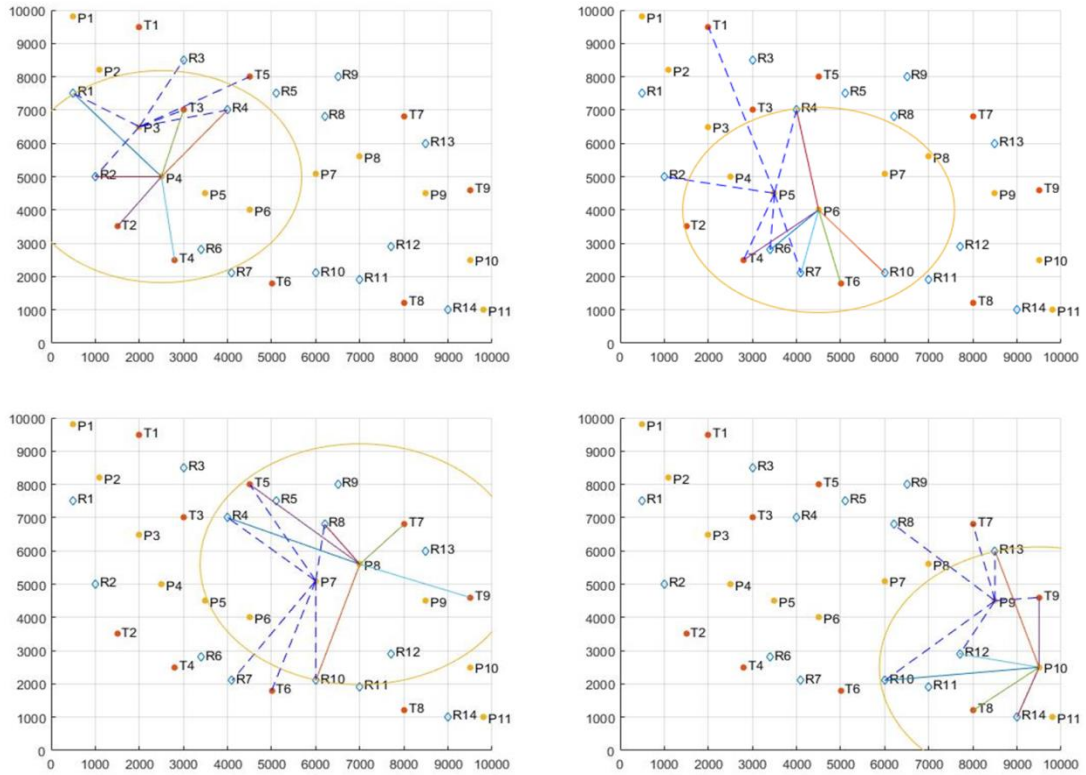 10000 P1 T1
9000
R3
P2 T5 R9
8000
R1 R5
7000 T3 R4 R8 T7
P3
6000 R13
P8
5000 R2 P4 P7
P5 P9 T9
4000 P6
T2
3000 R6 R12
T4 P10
2000 R7 R10 R11
T6
1000 T8 R14 P11
0
0 1000 2000 3000 4000 5000 6000 7000 8000 9000 10000
10000 P1 T1
9000
R3
P2 T5 R9
8000
R1 R5
7000 T3 R4 R8 T7
P3
6000 R13
P8
5000 R2 P4 P7
P5 P9 T9
4000 P6
T2
3000 R6 R12
T4 P10
2000 R7 R10 R11
T6
1000 T8 R14 P11
0
0 1000 2000 3000 4000 5000 6000 7000 8000 9000 10000
10000 P1 T1
9000
R3
P2 T5 R9
8000
R1 R5
7000 T3 R4 R8 T7
P3
6000 R13
P8
5000 R2 P4 P7
P5 P9 T9
4000 P6
T2
3000 R6 R12
T4 P10
2000 R7 R10 R11
T6
1000 T8 R14 P11
0
0 1000 2000 3000 4000 5000 6000 7000 8000 9000 10000
10000 P1 T1
9000
R3
P2 T5 R9
8000
R1 R5
7000 T3 R4 R8 T7
P3
6000 R13
P8
5000 R2 P4 P7
P5 P9 T9
4000 P6
T2
3000 R6 R12
T4 P10
2000 R7 R10 R11
T6
1000 T8 R14 P11
0
0 1000 2000 3000 4000 5000 6000 7000 8000 9000 10000